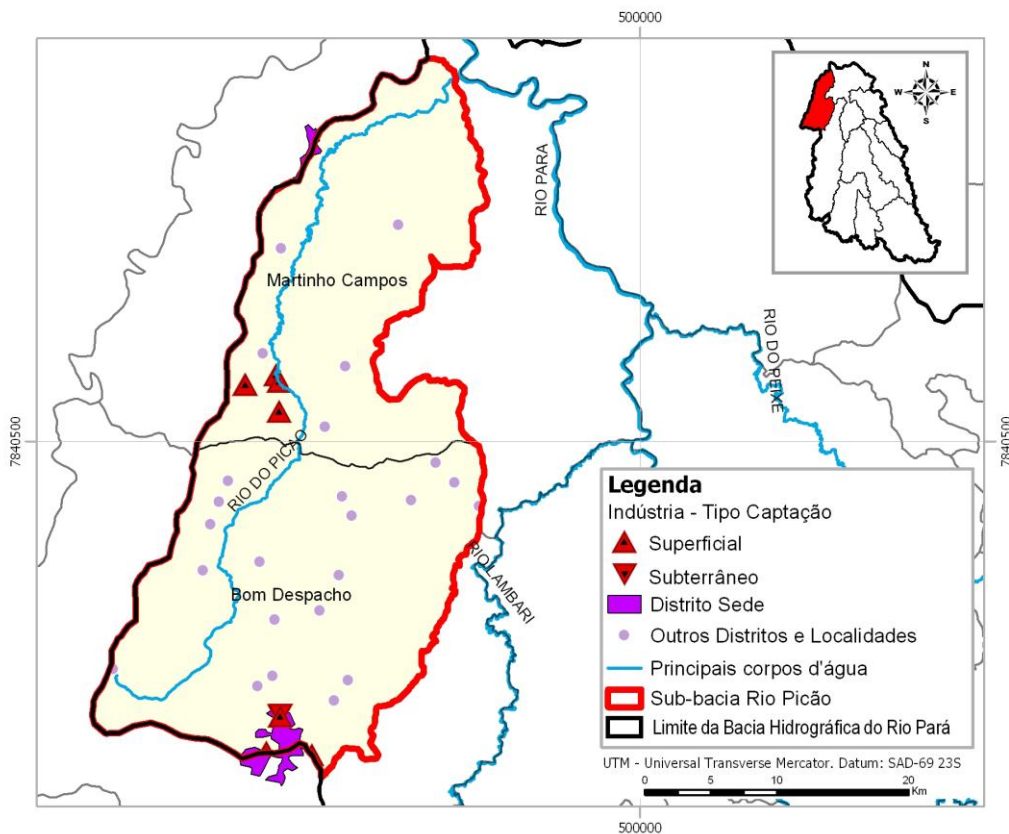 500000
N
W E
S
RIO PARA
Martinho Campos
RIO DO PEIXE
7840500
7840500
RIO DO PICAO
Legenda
Indústria - Tipo Captação
Superficial
Subterrâneo
Distrito Sede
Outros Distritos e Localidades
Principais corpos d'água
Sub-bacia Rio Picão
Limite da Bacia Hidrográfica do Rio Pará
RIO LAMBARI
Bom Despacho
UTM - Universal Transverse Mercator. Datum: SAD-69 23S
0 5 10 20
Km
500000